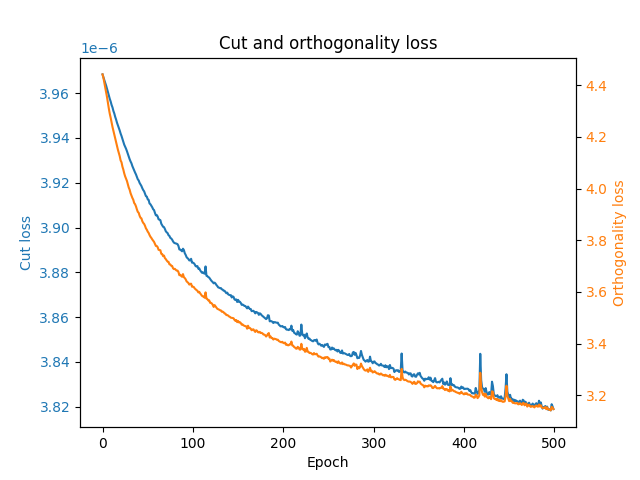 Cut and orthogonality loss
1e−6
3.96
3.94
3.92
3.90
3.88
3.86
3.84
3.82
Cut loss
4.4
4.2
4.0
3.8
3.6
3.4
3.2
Orthogonality loss
0 100 200 300 400 500
Epoch